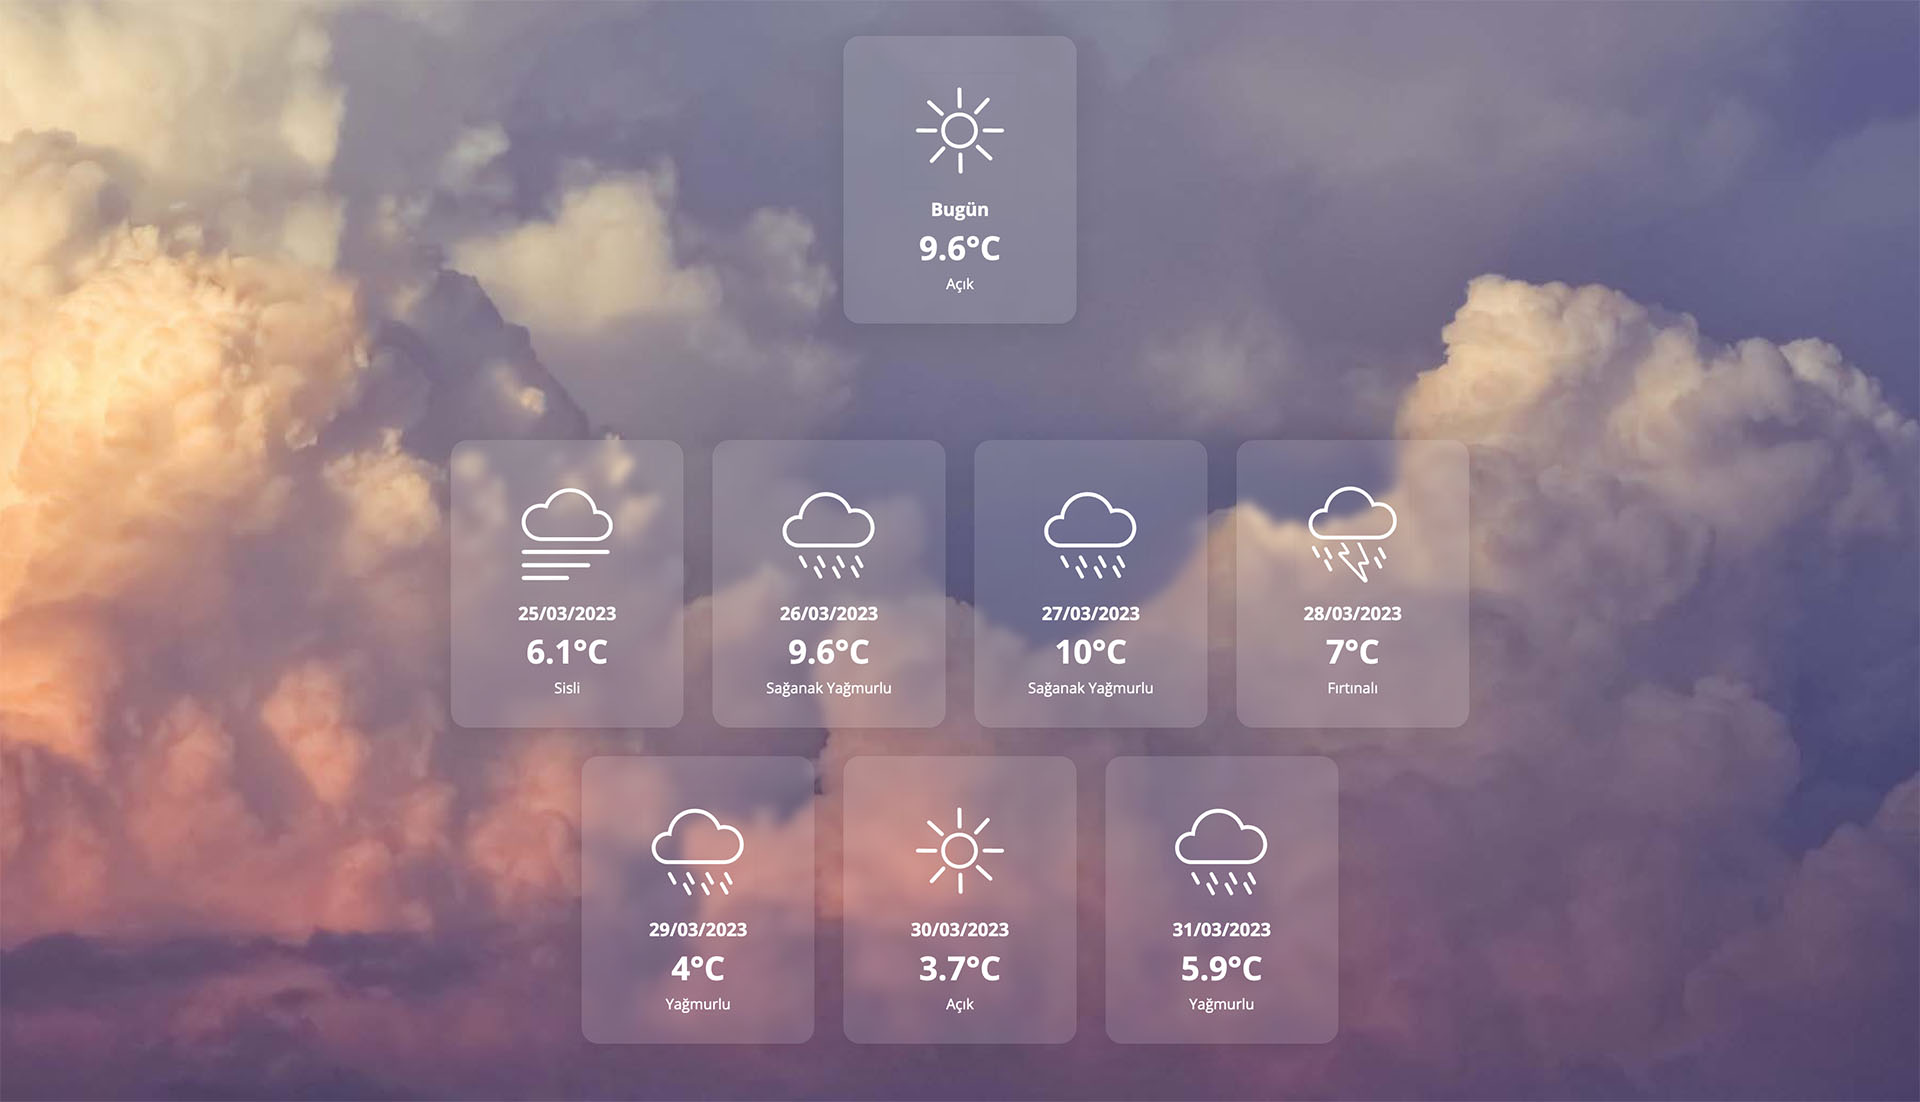 Bugün
9.6°C
Açık
25/03/2023
6.1°C
Sisli
26/03/2023
9.6°C
Sağanak Yağmurlu
27/03/2023
10°C
Sağanak Yağmurlu
28/03/2023
7°C
Fırtınalı
29/03/2023
4°C
Yağmurlu
30/03/2023
3.7°C
Açık
31/03/2023
5.9°C
Yağmurlu